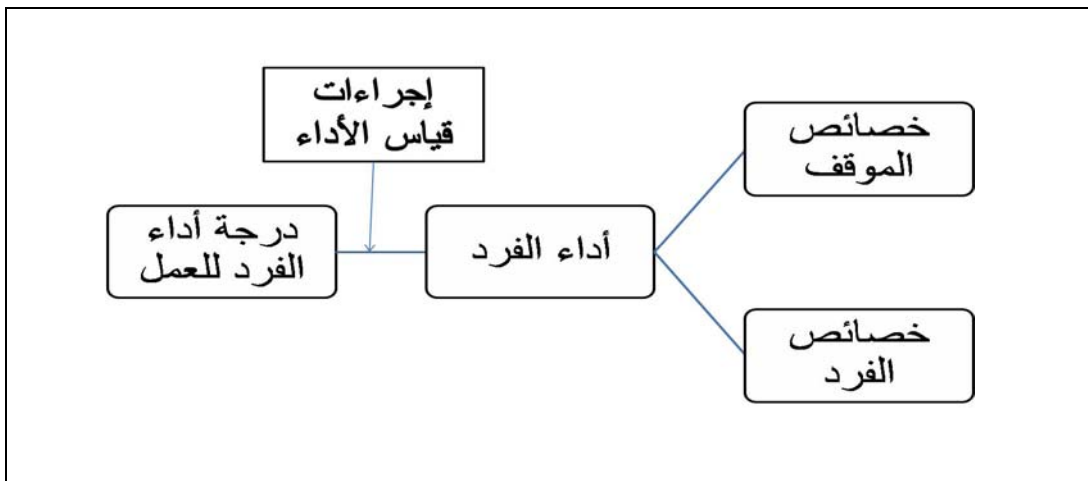 إجراءات
قياس الأداء
خصائص
الموقف
أداء الفرد
درجة أداء
الفرد للعمل
خصائص
الفرد